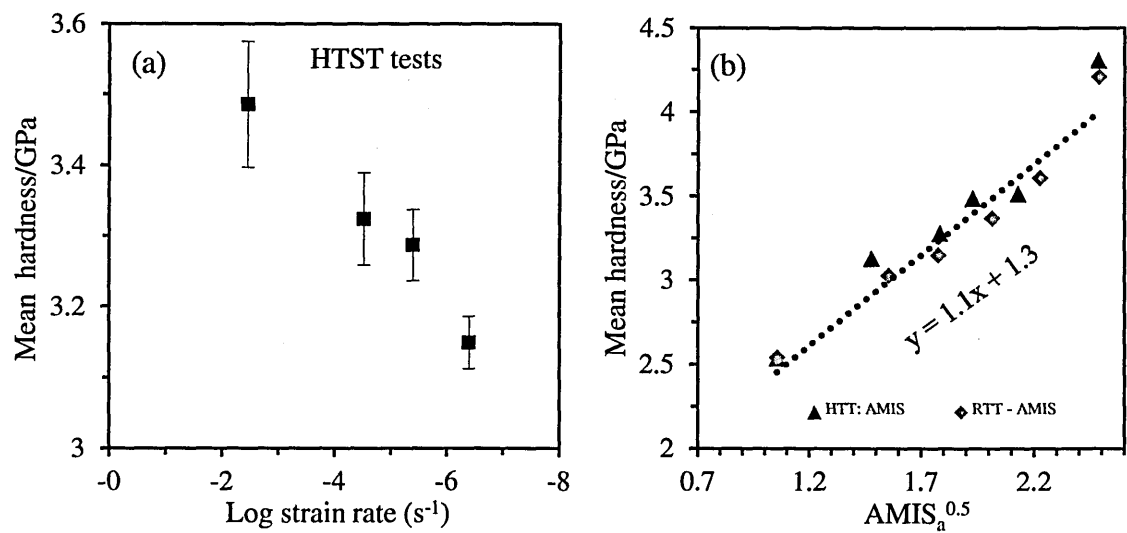 3.6
(a)
HTST tests
3.4
3.2
3
-0
-2
-4
-6
-8
Mean hardness/GPa
Log strain rate (s⁻¹)
4.5
(b)
4
3.5
3
2.5
2
0.7
1.2
1.7
2.2
Mean hardness/GPa
y = 1.1x + 1.3
HTT: AMIS
RTT - AMIS
AMISₐ⁰·⁵